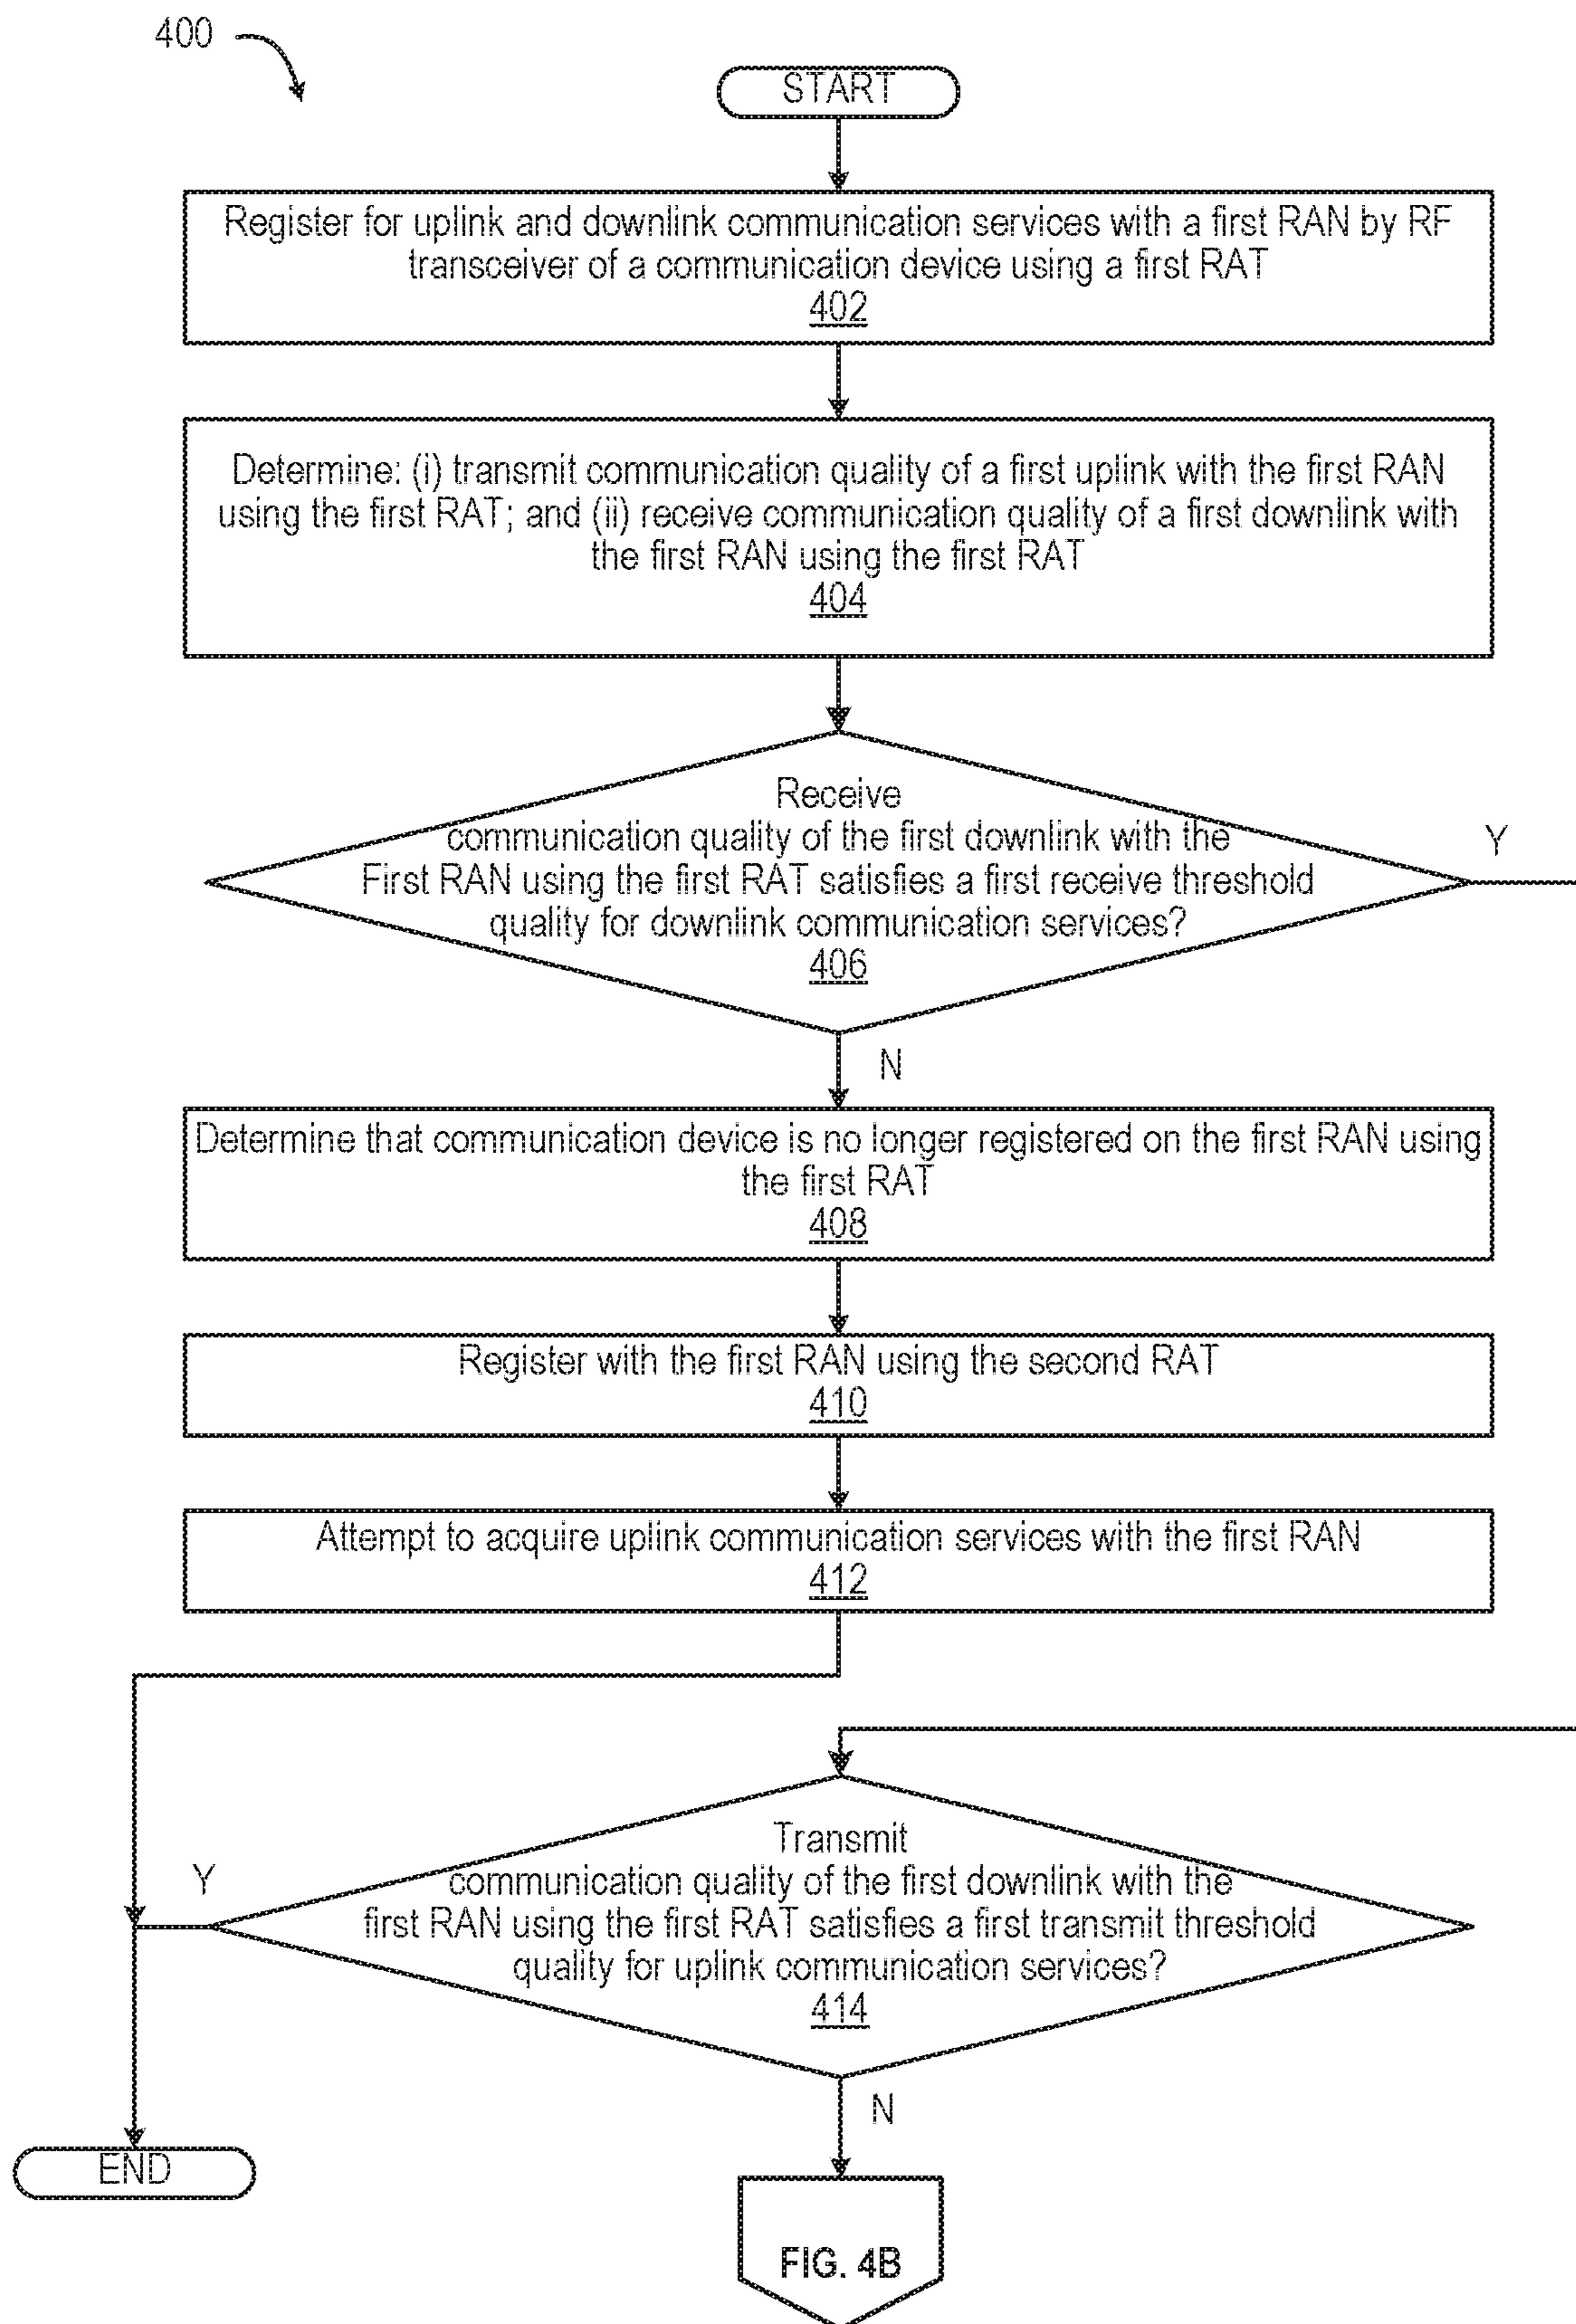 400
START
Register for uplink and downlink communication services with a first RAN by RF
transceiver of a communication device using a first RAT
402
Determine: (i) transmit communication quality of a first uplink with the first RAN
using the first RAT; and (ii) receive communication quality of a first downlink with
the first RAN using the first RAT
404
Receive
communication quality of the first downlink with the
First RAN using the first RAT satisfies a first receive threshold
quality for downlink communication services?
406
Y
N
Determine that communication device is no longer registered on the first RAN using
the first RAT
408
Register with the first RAN using the second RAT
410
Attempt to acquire uplink communication services with the first RAN
412
Transmit
communication quality of the first downlink with the
first RAN using the first RAT satisfies a first transmit threshold
quality for uplink communication services?
414
Y
N
END
FIG. 4B